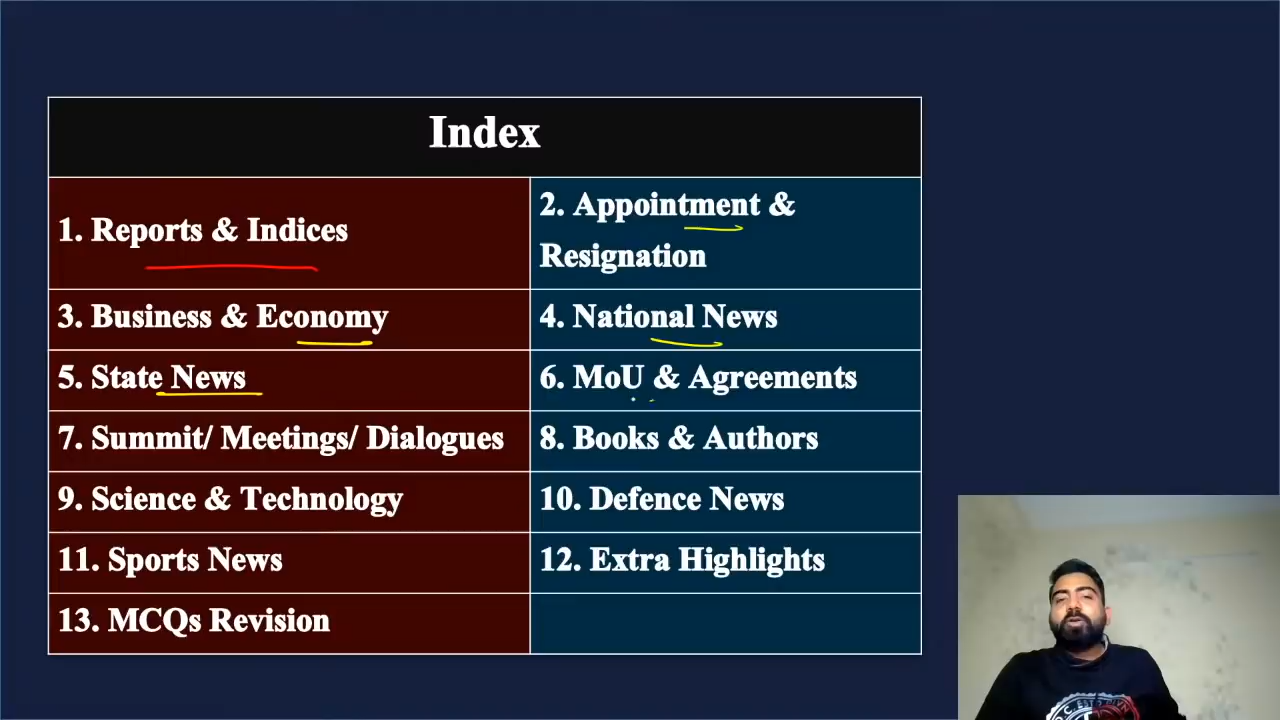 Index
1. Reports & Indices
2. Appointment &
Resignation
3. Business & Economy
4. National News
5. State News
6. MoU & Agreements
7. Summit/ Meetings/ Dialogues
8. Books & Authors
9. Science & Technology
10. Defence News
11. Sports News
12. Extra Highlights
13. MCQs Revision